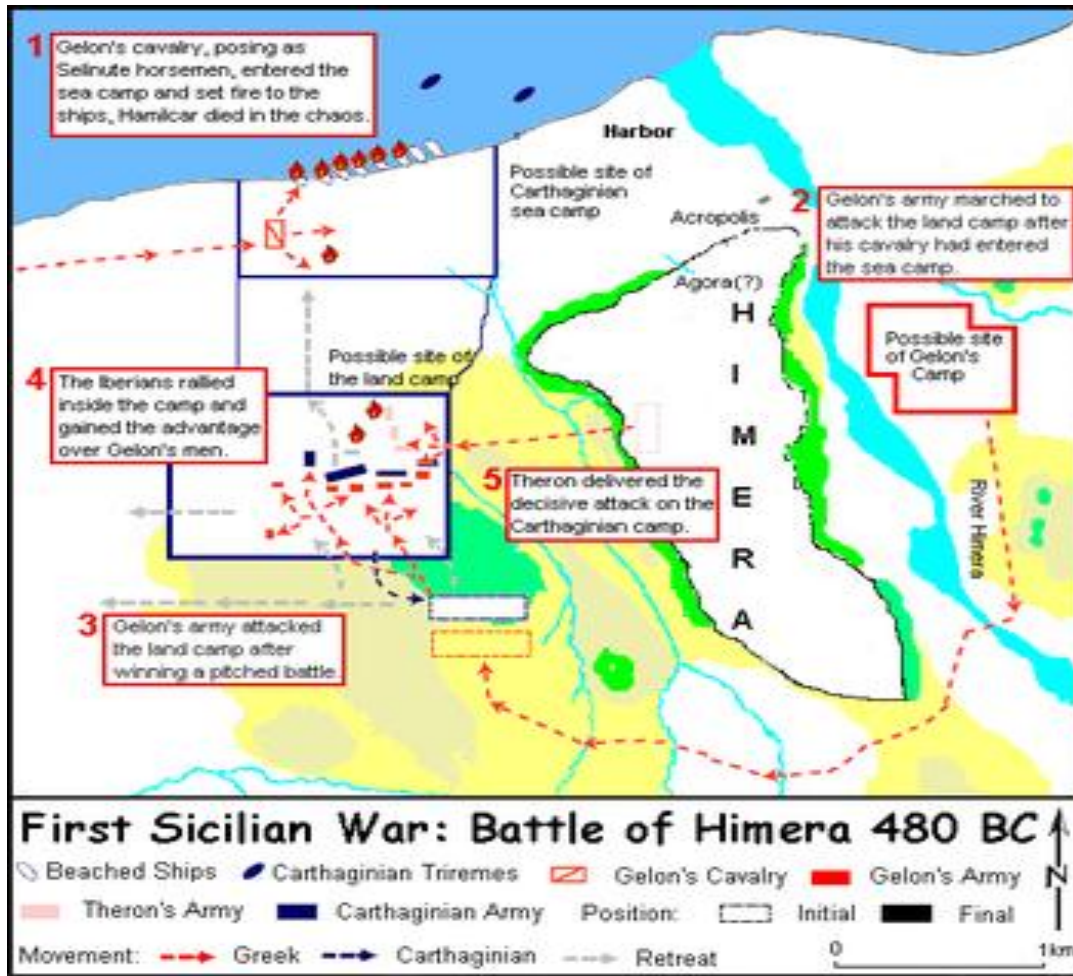 1
Gelon's cavalry, posing as
Selinute horsemen, entered the
sea camp and set fire to the
ships, Hamilcar died in the chaos.
Harbor
Possible site of
Carthaginian
sea camp
Acropolis
2
Gelon's army marched to
attack the land camp after
his cavalry had entered
the sea camp.
Agora(?)
HIMERA
Possible site
of Gelon's
Camp
Possible site of
the land camp
4
The Iberians rallied
inside the camp and
gained the advantage
over Gelon's men.
5
Theron delivered the
decisive attack on the
Carthaginian camp.
River Himera
3
Gelon's army attacked
the land camp after
winning a pitched battle
First Sicilian War: Battle of Himera 480 BC
Beached Ships Carthaginian Triremes Gelon's Cavalry Gelon's Army
N
Theron's Army Carthaginian Army Position: Initial Final
Movement: Greek Carthaginian Retreat
0 1km